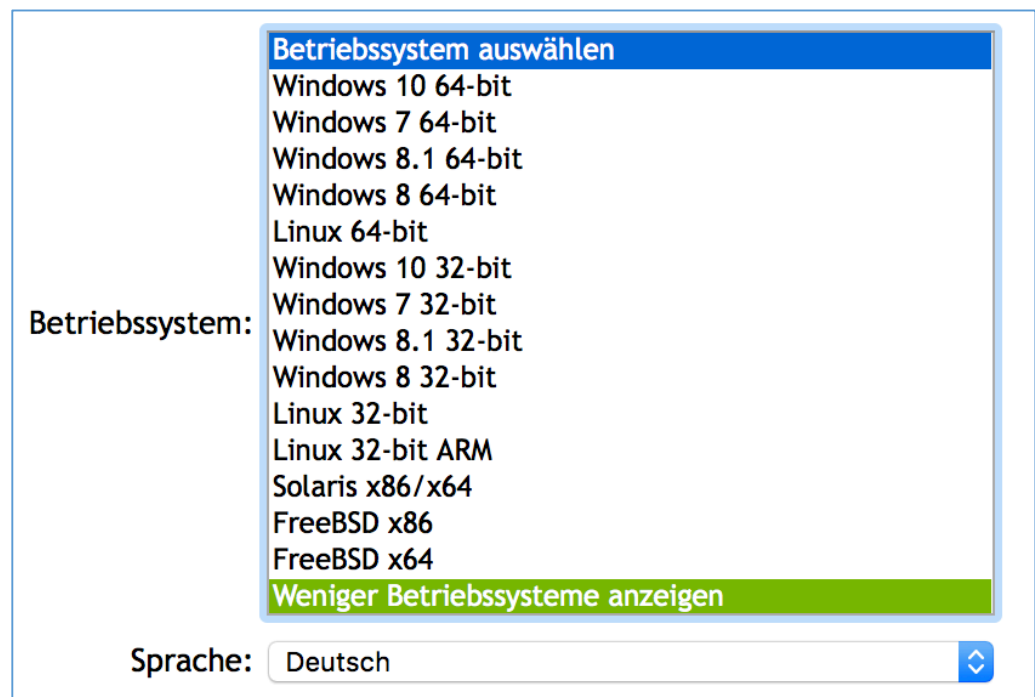 Betriebssystem auswählen
Windows 10 64-bit
Windows 7 64-bit
Windows 8.1 64-bit
Windows 8 64-bit
Linux 64-bit
Windows 10 32-bit
Windows 7 32-bit
Betriebssystem:
Windows 8.1 32-bit
Windows 8 32-bit
Linux 32-bit
Linux 32-bit ARM
Solaris x86/x64
FreeBSD x86
FreeBSD x64
Weniger Betriebssysteme anzeigen
Sprache: Deutsch